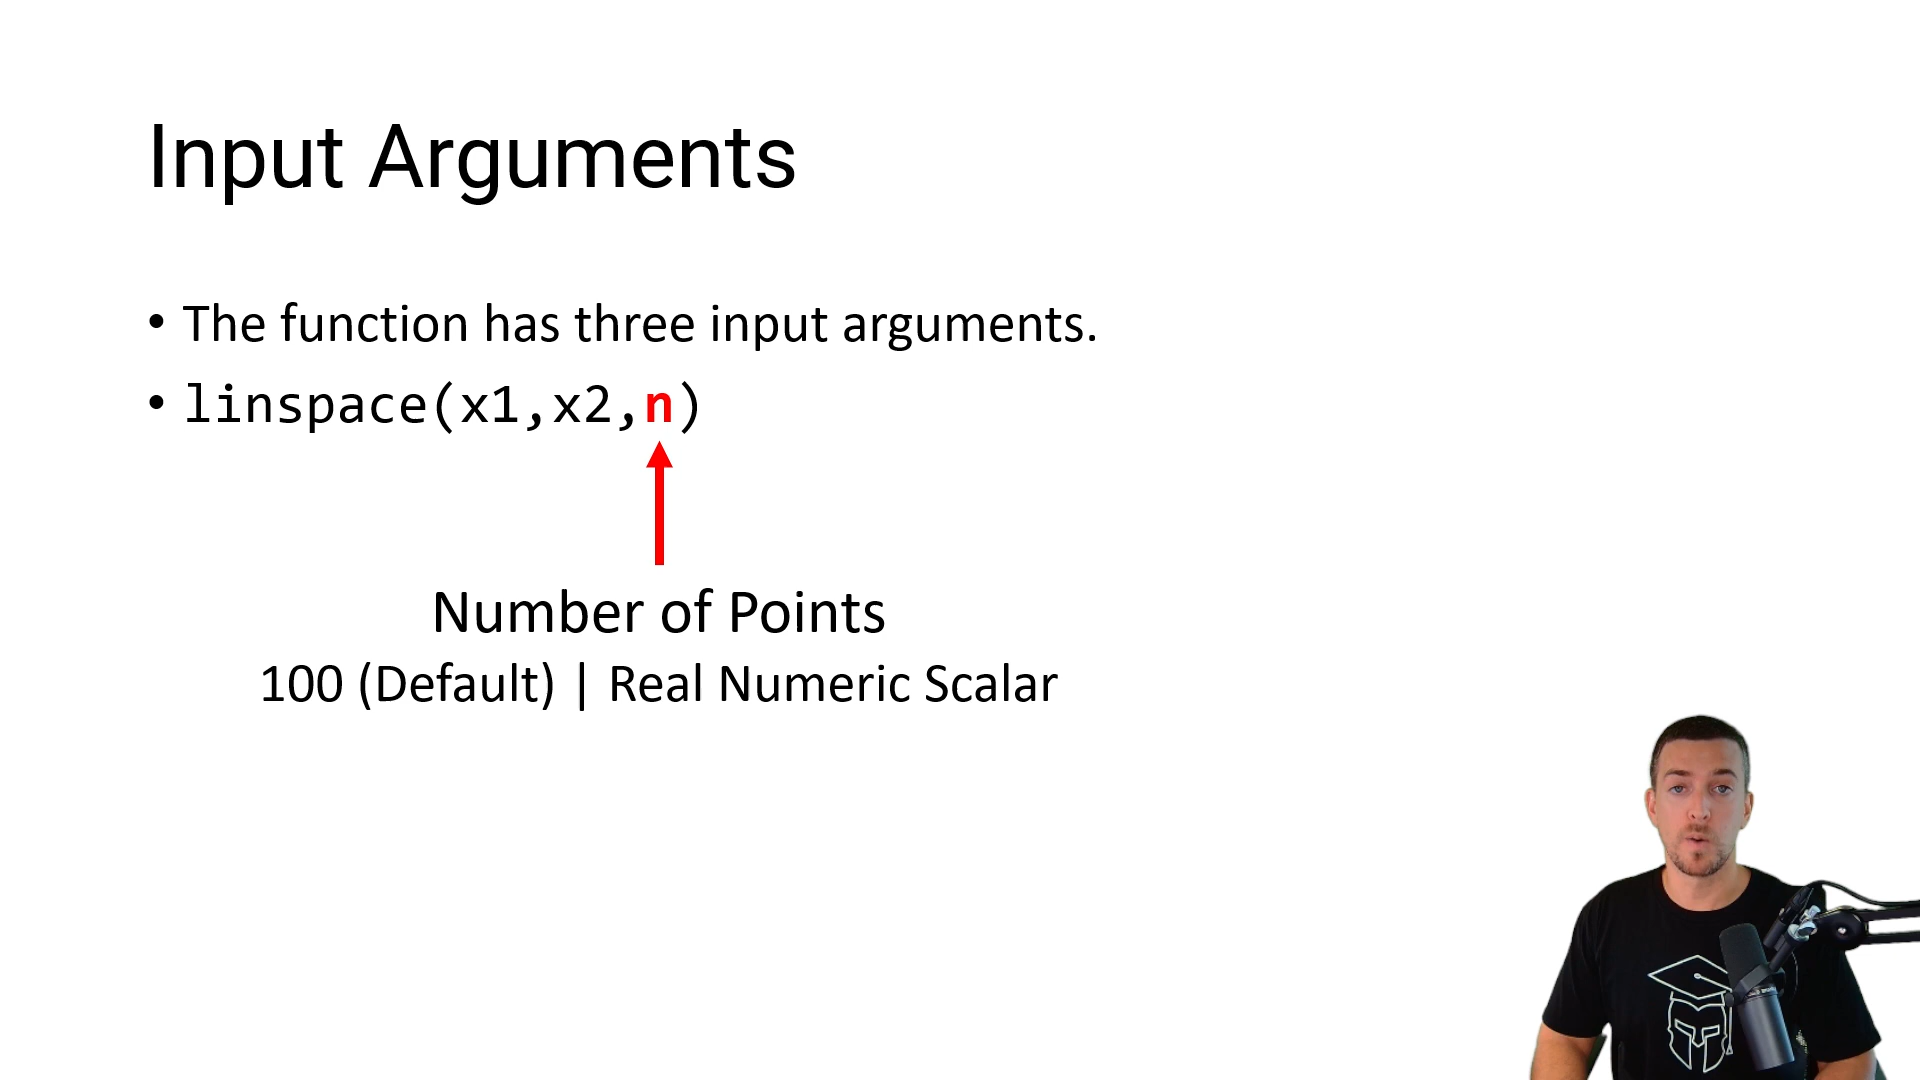 Input Arguments
• The function has three input arguments.
• linspace(x1,x2,n)
Number of Points
100 (Default) | Real Numeric Scalar